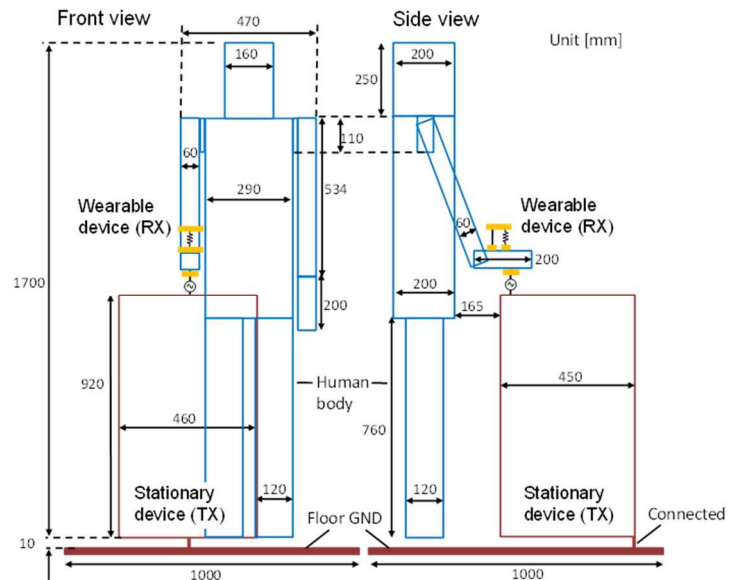 Front view
470
160
60
290
110
534
200
Wearable
device (RX)
1700
920
460
120
Stationary
device (TX)
10
1000
Human
body
Floor GND
Side view
Unit [mm]
200
250
60
Wearable
device (RX)
200
200
165
450
760
120
Stationary
device (TX)
Connected
1000